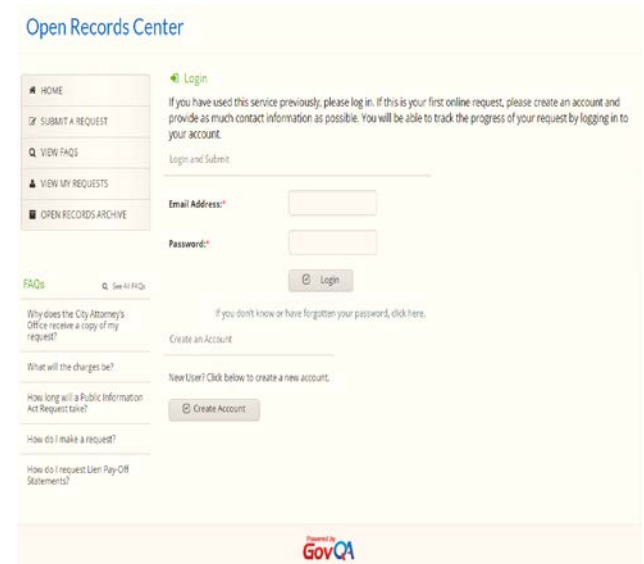 Open Records Center
HOME
SUBMIT A REQUEST
VIEW FAQS
VIEW MY REQUESTS
OPEN RECORDS ARCHIVE
FAQs
See All FAQs
Why does the City Attorney's
Office receive a copy of my
request?
What will the charges be?
How long will a Public Information
Act Request take?
How do I make a request?
How do I request Lien Pay-Off
Statements?
Login
If you have used this service previously, please log in. If this is your first online request, please create an account and
provide as much contact information as possible. You will be able to track the progress of your request by logging in to
your account.
Login and Submit
Email Address:*
Password:*
Login
If you don't know or have forgotten your password, click here.
Create an Account
New User? Click below to create a new account.
Create Account
Powered by
GovQA